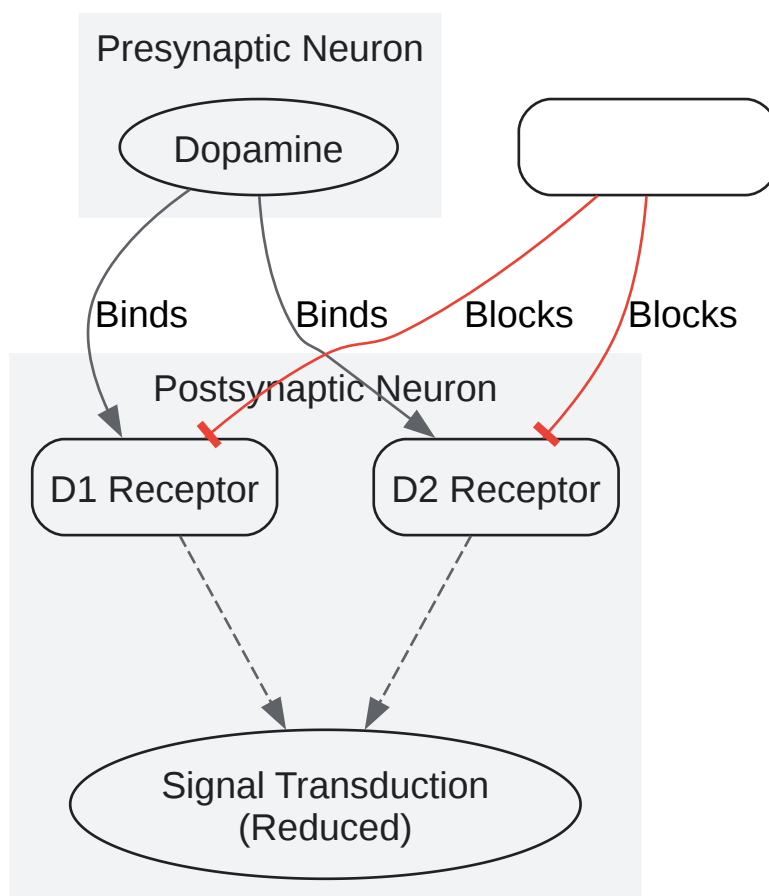 Presynaptic Neuron
Dopamine
Binds
Binds
Blocks
Blocks
Postsynaptic Neuron
D1 Receptor
D2 Receptor
Signal Transduction
(Reduced)